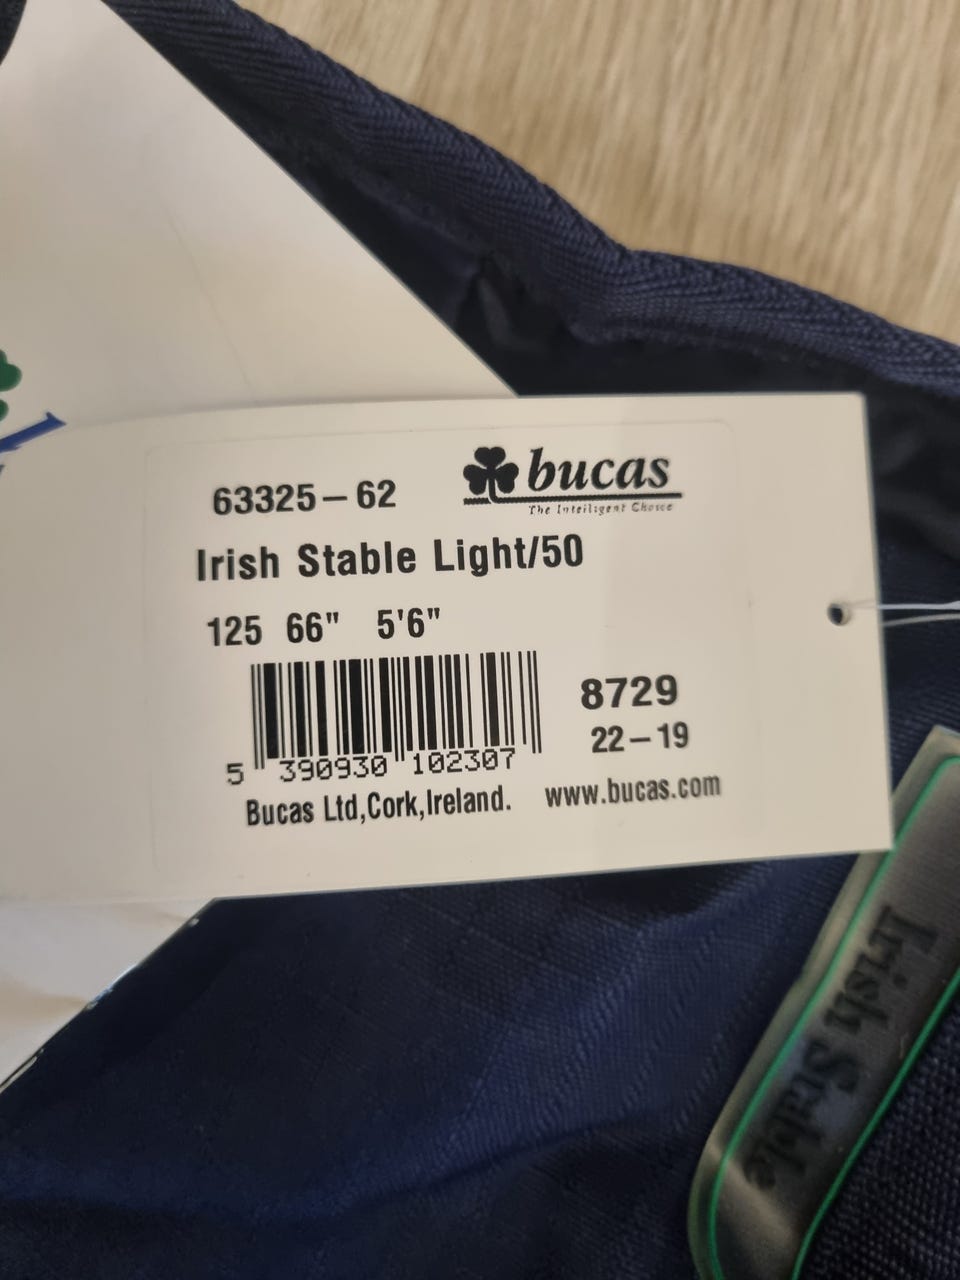 63325-62
bucas
The Intelligent Choice
Irish Stable Light/50
125 66" 5'6"
8729
22-19
5 390930 102307
Bucas Ltd,Cork,Ireland. www.bucas.com
Irish Stable